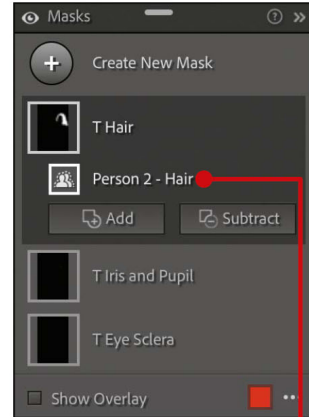 Masks
Create New Mask
T Hair
Person 2 - Hair
Add Subtract
T Iris and Pupil
T Eye Sclera
Show Overlay